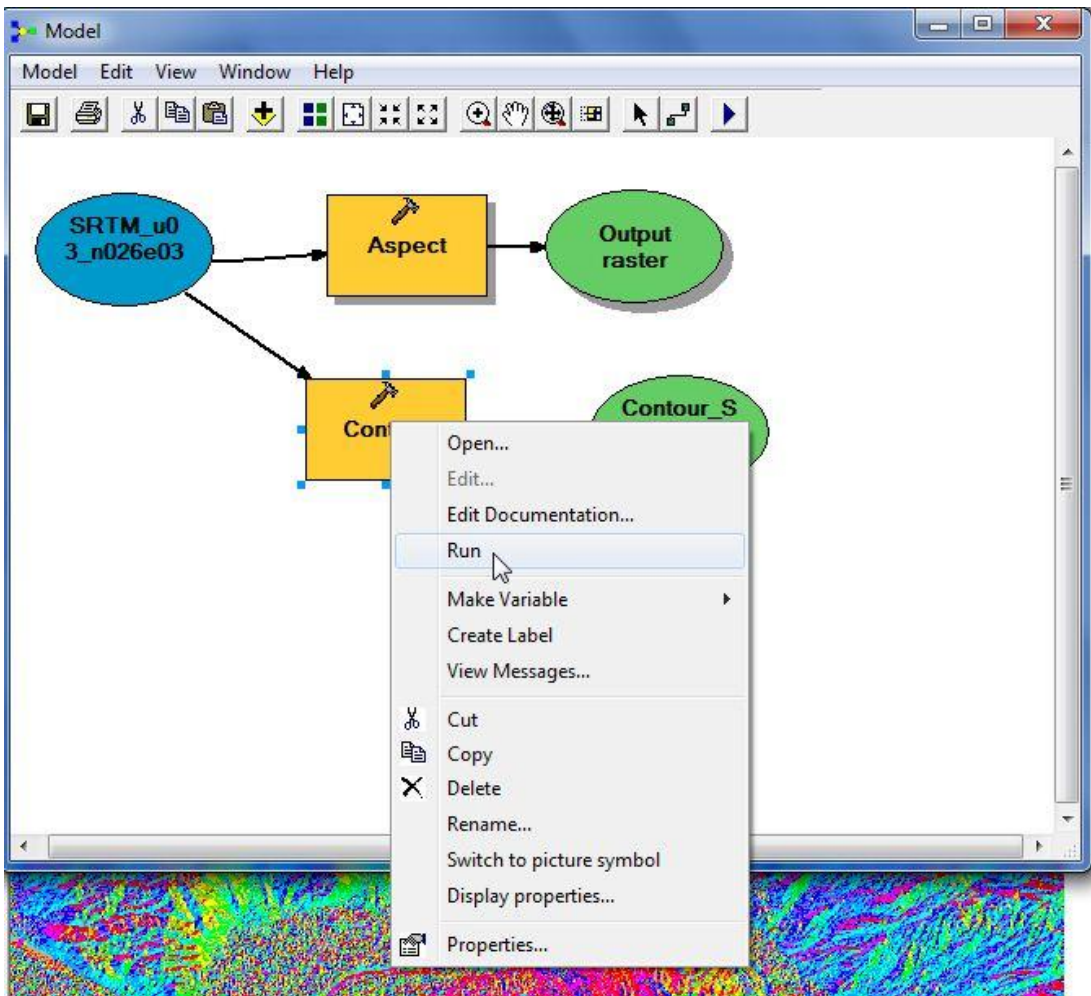 Model
Model Edit View Window Help
SRTM_u0
3_n026e03
Aspect
Output
raster
Cont
Contour_S
Open...
Edit...
Edit Documentation...
Run
Make Variable
Create Label
View Messages...
Cut
Copy
Delete
Rename...
Switch to picture symbol
Display properties...
Properties...